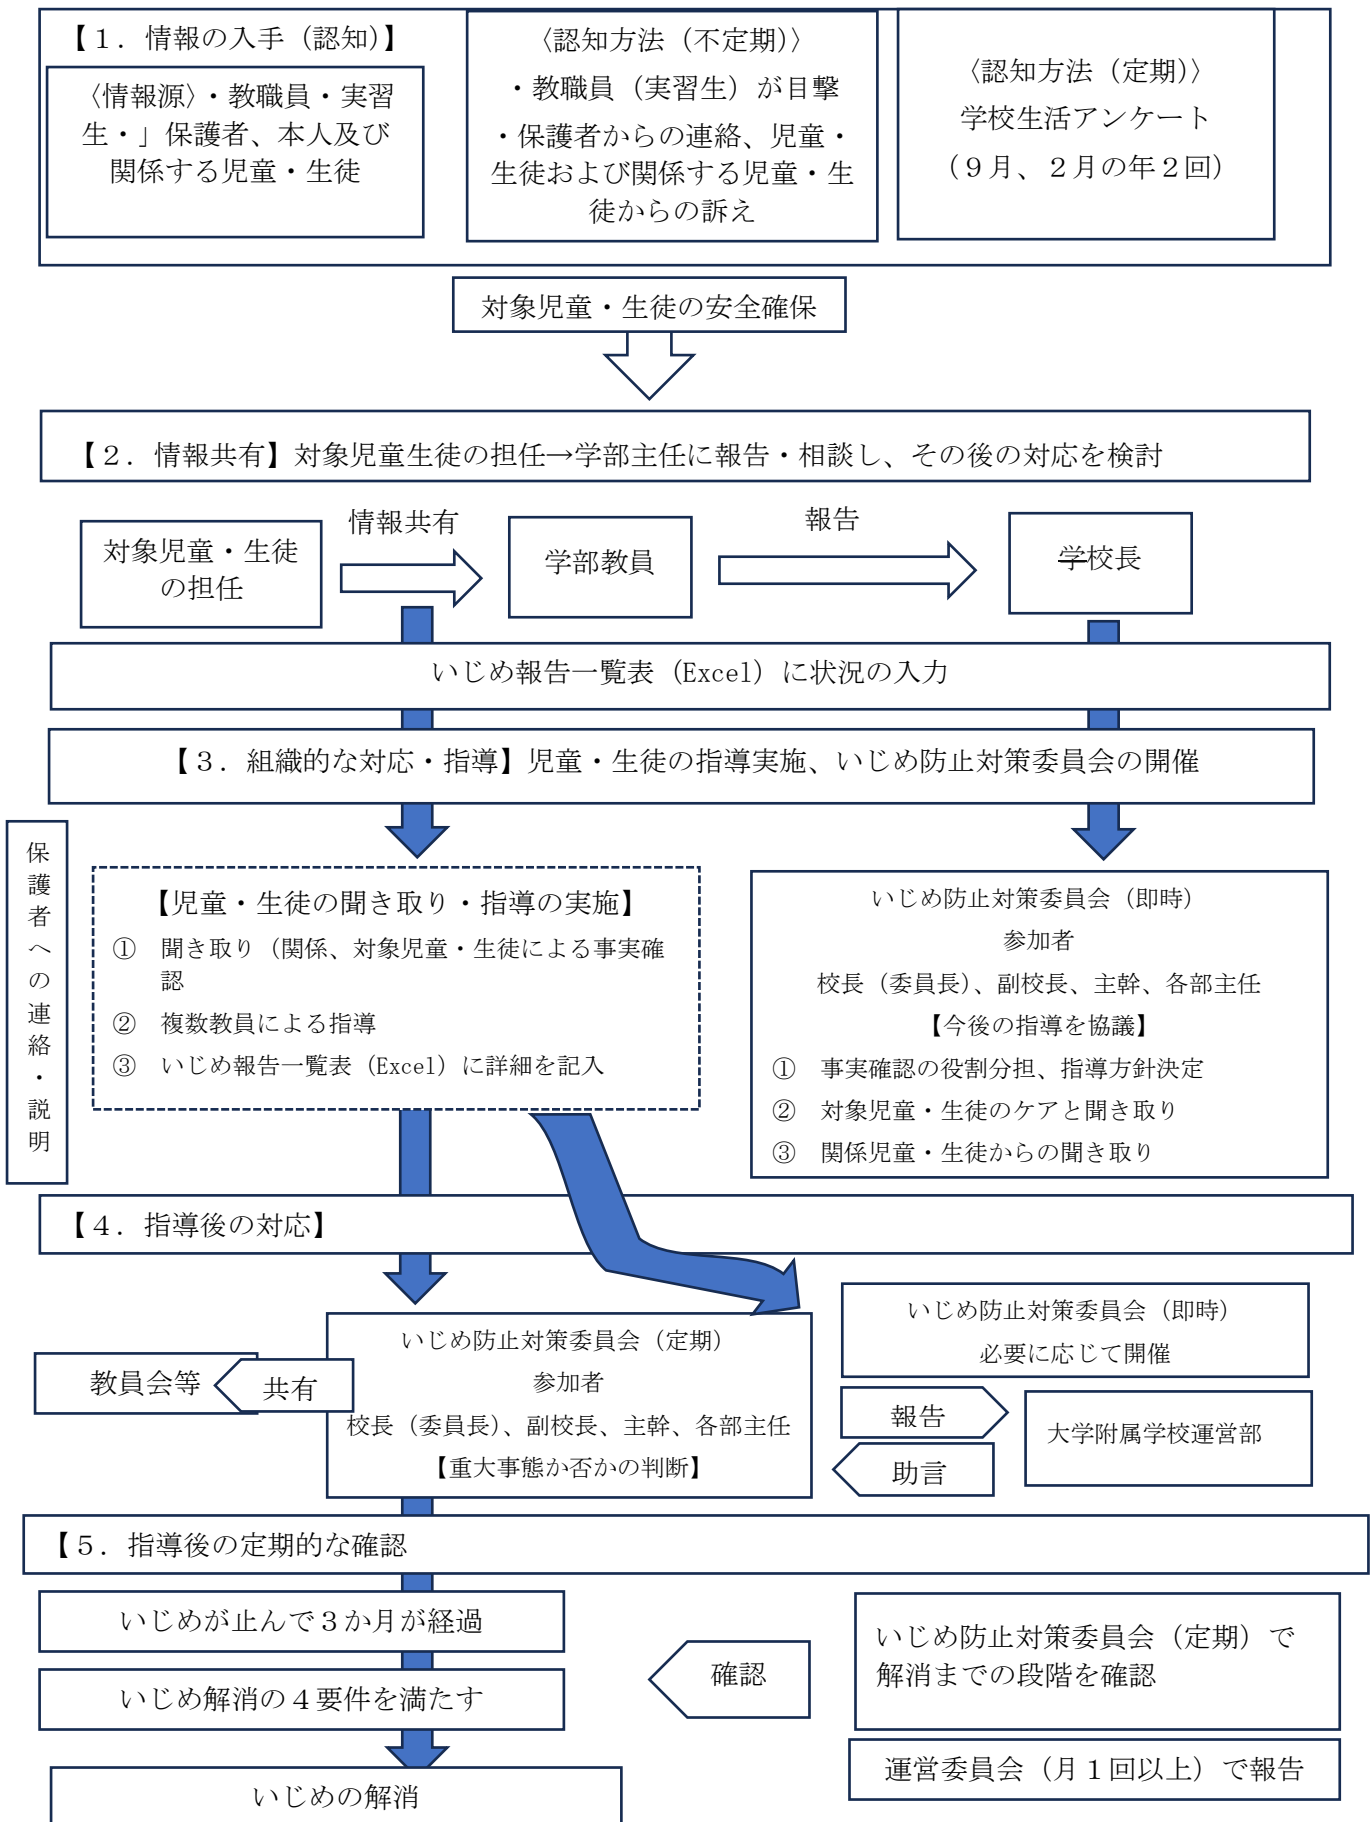 【１．情報の入手（認知）】
〈情報源〉・教職員・実習
生・」保護者、本人及び
関係する児童・生徒
〈認知方法（不定期）〉
・教職員（実習生）が目撃
・保護者からの連絡、児童・
生徒および関係する児童・生
徒からの訴え
〈認知方法（定期）〉
学校生活アンケート
（９月、２月の年２回）
対象児童・生徒の安全確保
【２．情報共有】対象児童生徒の担任→学部主任に報告・相談し、その後の対応を検討
対象児童・生徒
の担任
情報共有
学部教員
報告
学校長
いじめ報告一覧表（Excel）に状況の入力
【３．組織的な対応・指導】児童・生徒の指導実施、いじめ防止対策委員会の開催
保護者への連絡・説明
【児童・生徒の聞き取り・指導の実施】
① 聞き取り（関係、対象児童・生徒による事実確
認
② 複数教員による指導
③ いじめ報告一覧表（Excel）に詳細を記入
いじめ防止対策委員会（即時）
参加者
校長（委員長）、副校長、主幹、各部主任
【今後の指導を協議】
① 事実確認の役割分担、指導方針決定
② 対象児童・生徒のケアと聞き取り
③ 関係児童・生徒からの聞き取り
【４．指導後の対応】
教員会等
共有
いじめ防止対策委員会（定期）
参加者
校長（委員長）、副校長、主幹、各部主任
【重大事態か否かの判断】
いじめ防止対策委員会（即時）
必要に応じて開催
報告
助言
大学附属学校運営部
【５．指導後の定期的な確認
いじめが止んで３か月が経過
いじめ解消の４要件を満たす
いじめの解消
確認
いじめ防止対策委員会（定期）で
解消までの段階を確認
運営委員会（月１回以上）で報告